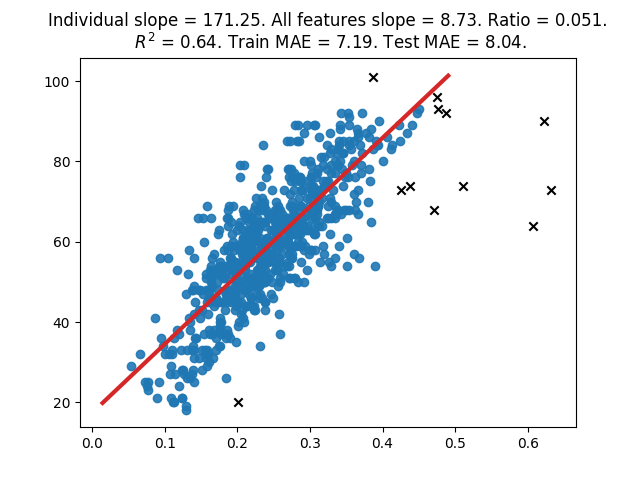 Individual slope = 171.25. All features slope = 8.73. Ratio = 0.051.
R² = 0.64. Train MAE = 7.19. Test MAE = 8.04.
100
80
60
40
20
0.0 0.1 0.2 0.3 0.4 0.5 0.6